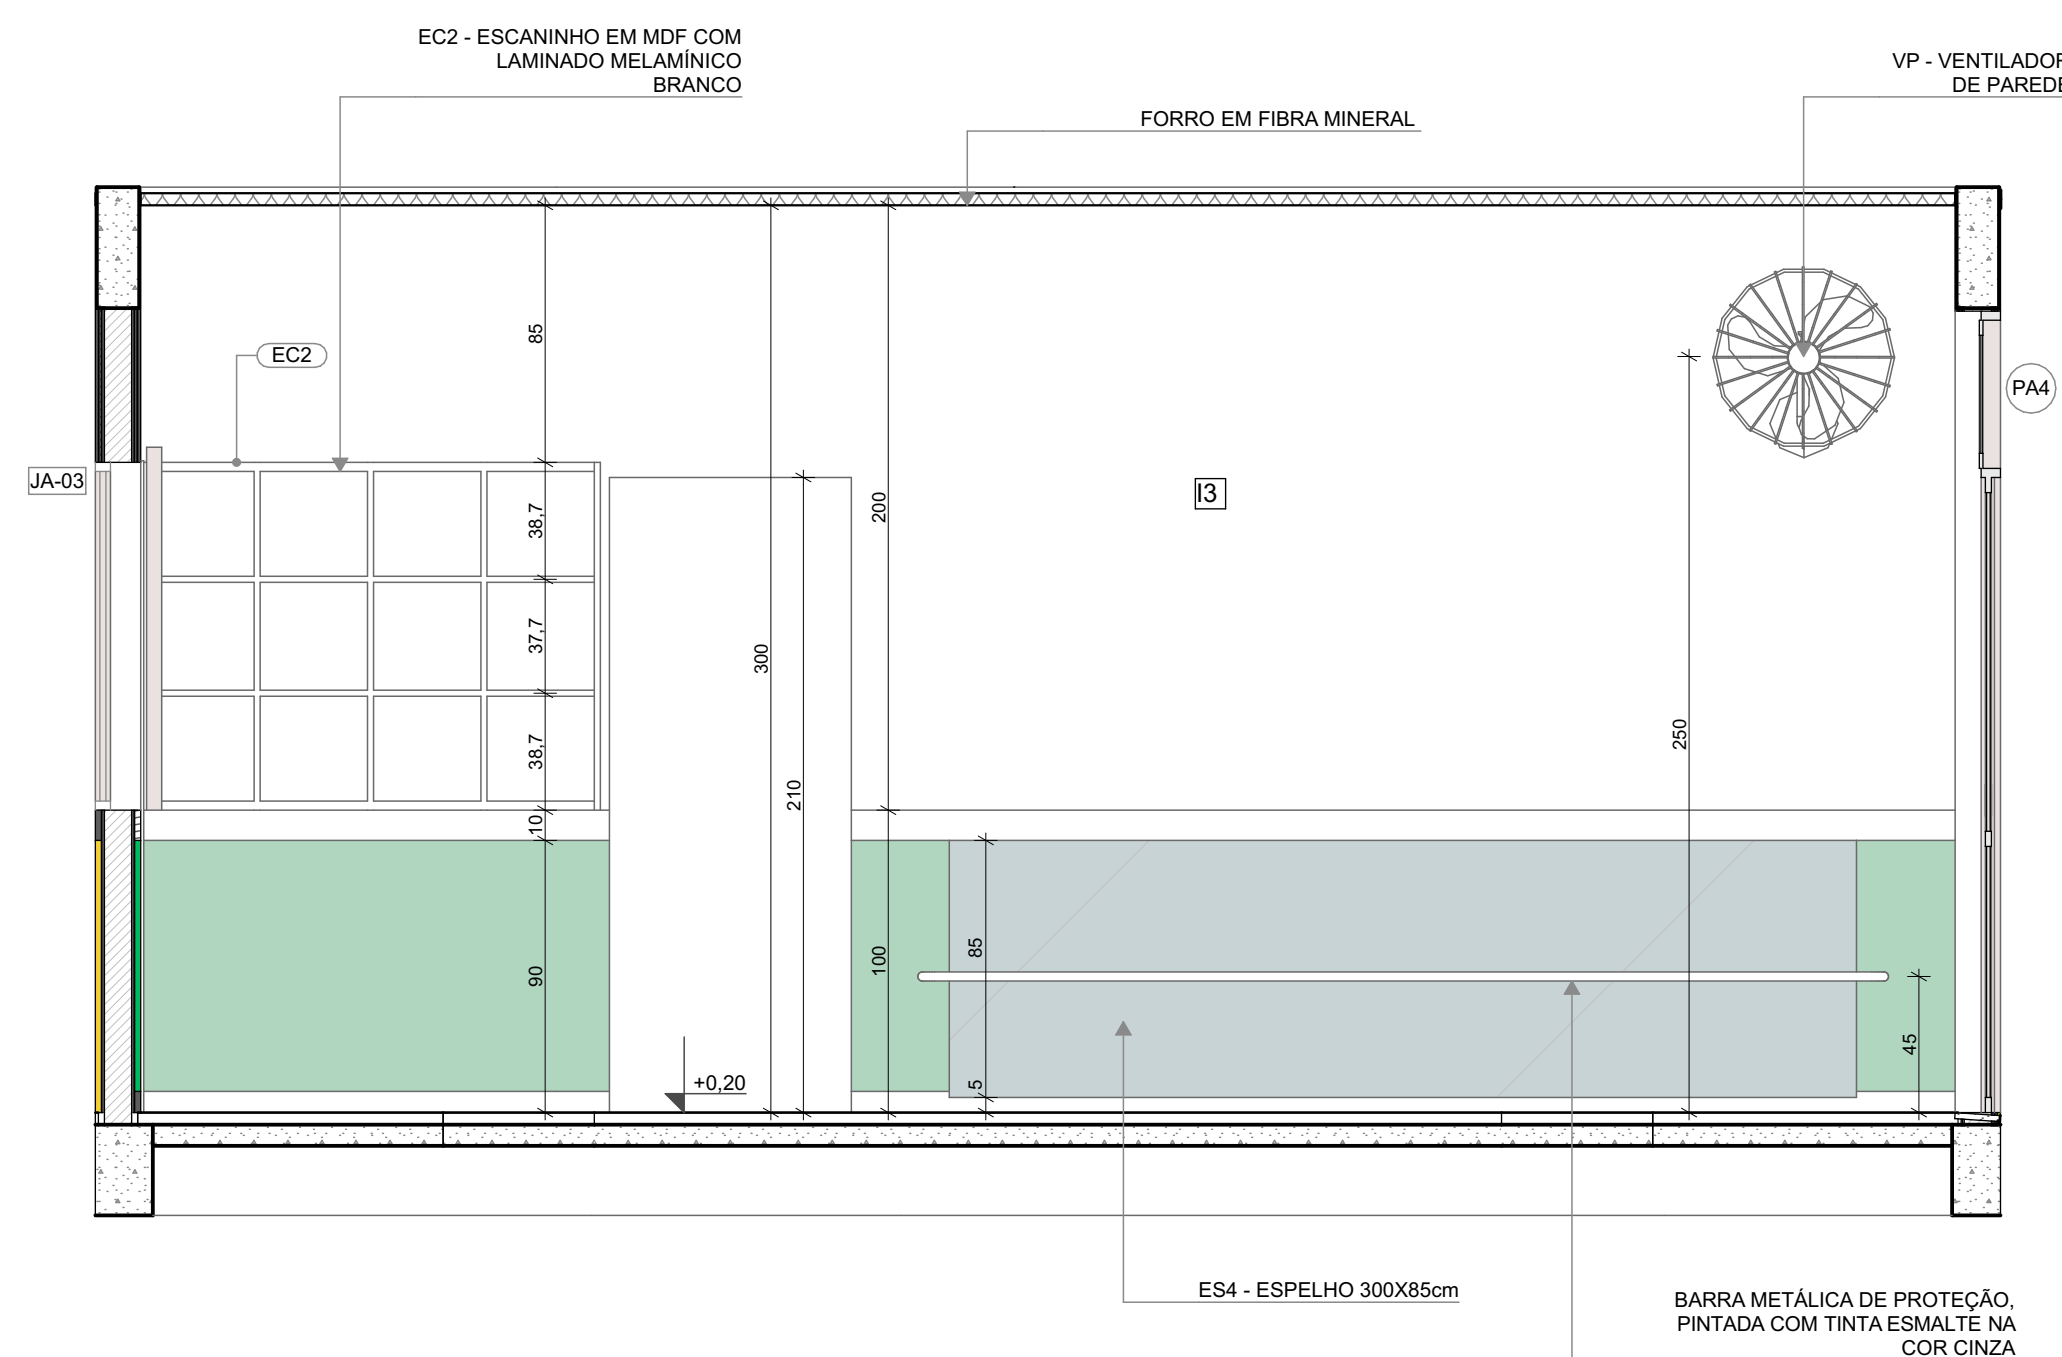 EC2 - ESCANINHO EM MDF COM
LAMINADO MELAMÍNICO
BRANCO
VP - VENTILADOR
DE PAREDE
FORRO EM FIBRA MINERAL
85
EC2
PA4
JA-03
38,7
200
I3
37,7
300
250
38,7
210
10
90
100
85
45
5
+0,20
ES4 - ESPELHO 300X85cm
BARRA METÁLICA DE PROTEÇÃO,
PINTADA COM TINTA ESMALTE NA
COR CINZA